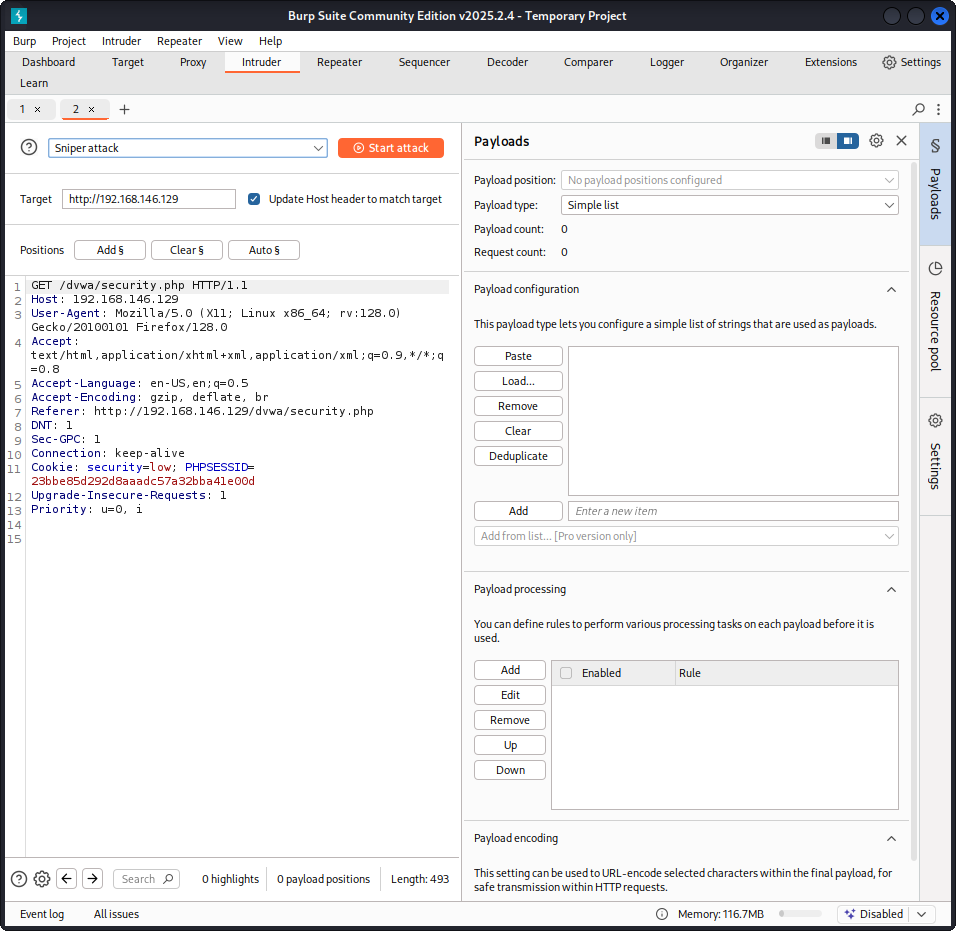 Burp Suite Community Edition v2025.2.4 - Temporary Project
Burp Project Intruder Repeater View Help
Dashboard Target Proxy Intruder Repeater Sequencer Decoder Comparer Logger Organizer Extensions Settings
Learn
1 × 2 × +
Sniper attack Start attack
Target http://192.168.146.129 Update Host header to match target
Positions Add § Clear § Auto §
1 GET /dvwa/security.php HTTP/1.1
2 Host: 192.168.146.129
3 User-Agent: Mozilla/5.0 (X11; Linux x86_64; rv:128.0)
Gecko/20100101 Firefox/128.0
4 Accept:
text/html,application/xhtml+xml,application/xml;q=0.9,*/*;q
=0.8
5 Accept-Language: en-US,en;q=0.5
6 Accept-Encoding: gzip, deflate, br
7 Referer: http://192.168.146.129/dvwa/security.php
8 DNT: 1
9 Sec-GPC: 1
10 Connection: keep-alive
11 Cookie: security=low; PHPSESSID=
23bbe85d292d8aaadc57a32bba41e00d
12 Upgrade-Insecure-Requests: 1
13 Priority: u=0, i
14
15
Search 0 highlights 0 payload positions Length: 493
Payloads
Payload position: No payload positions configured
Payload type: Simple list
Payload count: 0
Request count: 0
Payload configuration
This payload type lets you configure a simple list of strings that are used as payloads.
Paste
Load...
Remove
Clear
Deduplicate
Add Enter a new item
Add from list... [Pro version only]
Payload processing
You can define rules to perform various processing tasks on each payload before it is
used.
Add Enabled Rule
Edit
Remove
Up
Down
Payload encoding
This setting can be used to URL-encode selected characters within the final payload, for
safe transmission within HTTP requests.
§ Payloads
Resource pool
Settings
Event log All issues Memory: 116.7MB Disabled